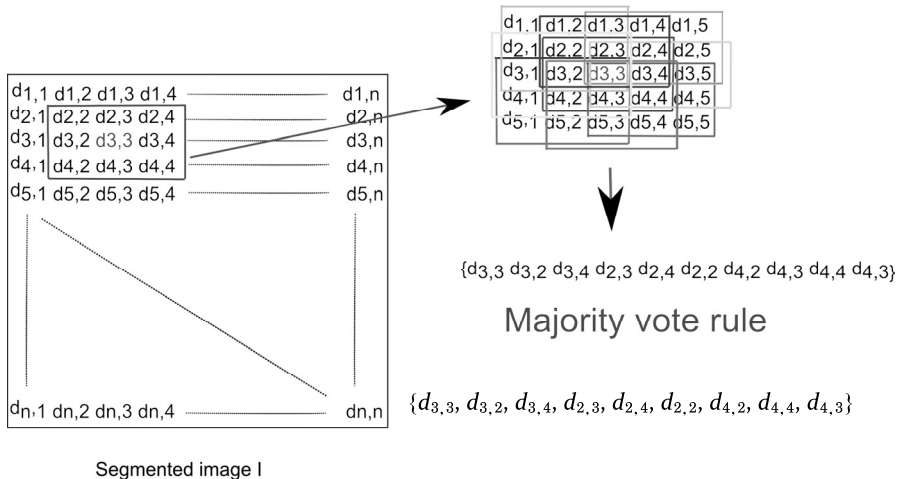 d1,1 d1,2 d1,3 d1,4 d1,n
d2,1 d2,2 d2,3 d2,4 d2,n
d3,1 d3,2 d3,3 d3,4 d3,n
d4,1 d4,2 d4,3 d4,4 d4,n
d5,1 d5,2 d5,3 d5,4 d5,n
dn,1 dn,2 dn,3 dn,4 dn,n
Segmented image I
d1,1 d1.2 d1.3 d1,4 d1,5
d2,1 d2,2 d2,3 d2,4 d2,5
d3,1 d3,2 d3,3 d3,4 d3,5
d4,1 d4,2 d4,3 d4,4 d4,5
d5,1 d5,2 d5,3 d5,4 d5,5
{d3,3 d3,2 d3,4 d2,3 d2,4 d2,2 d4,2 d4,3 d4,4 d4,3}
Majority vote rule
{d3,3, d3,2, d3,4, d2,3, d2,4, d2,2, d4,2, d4,4, d4,3}